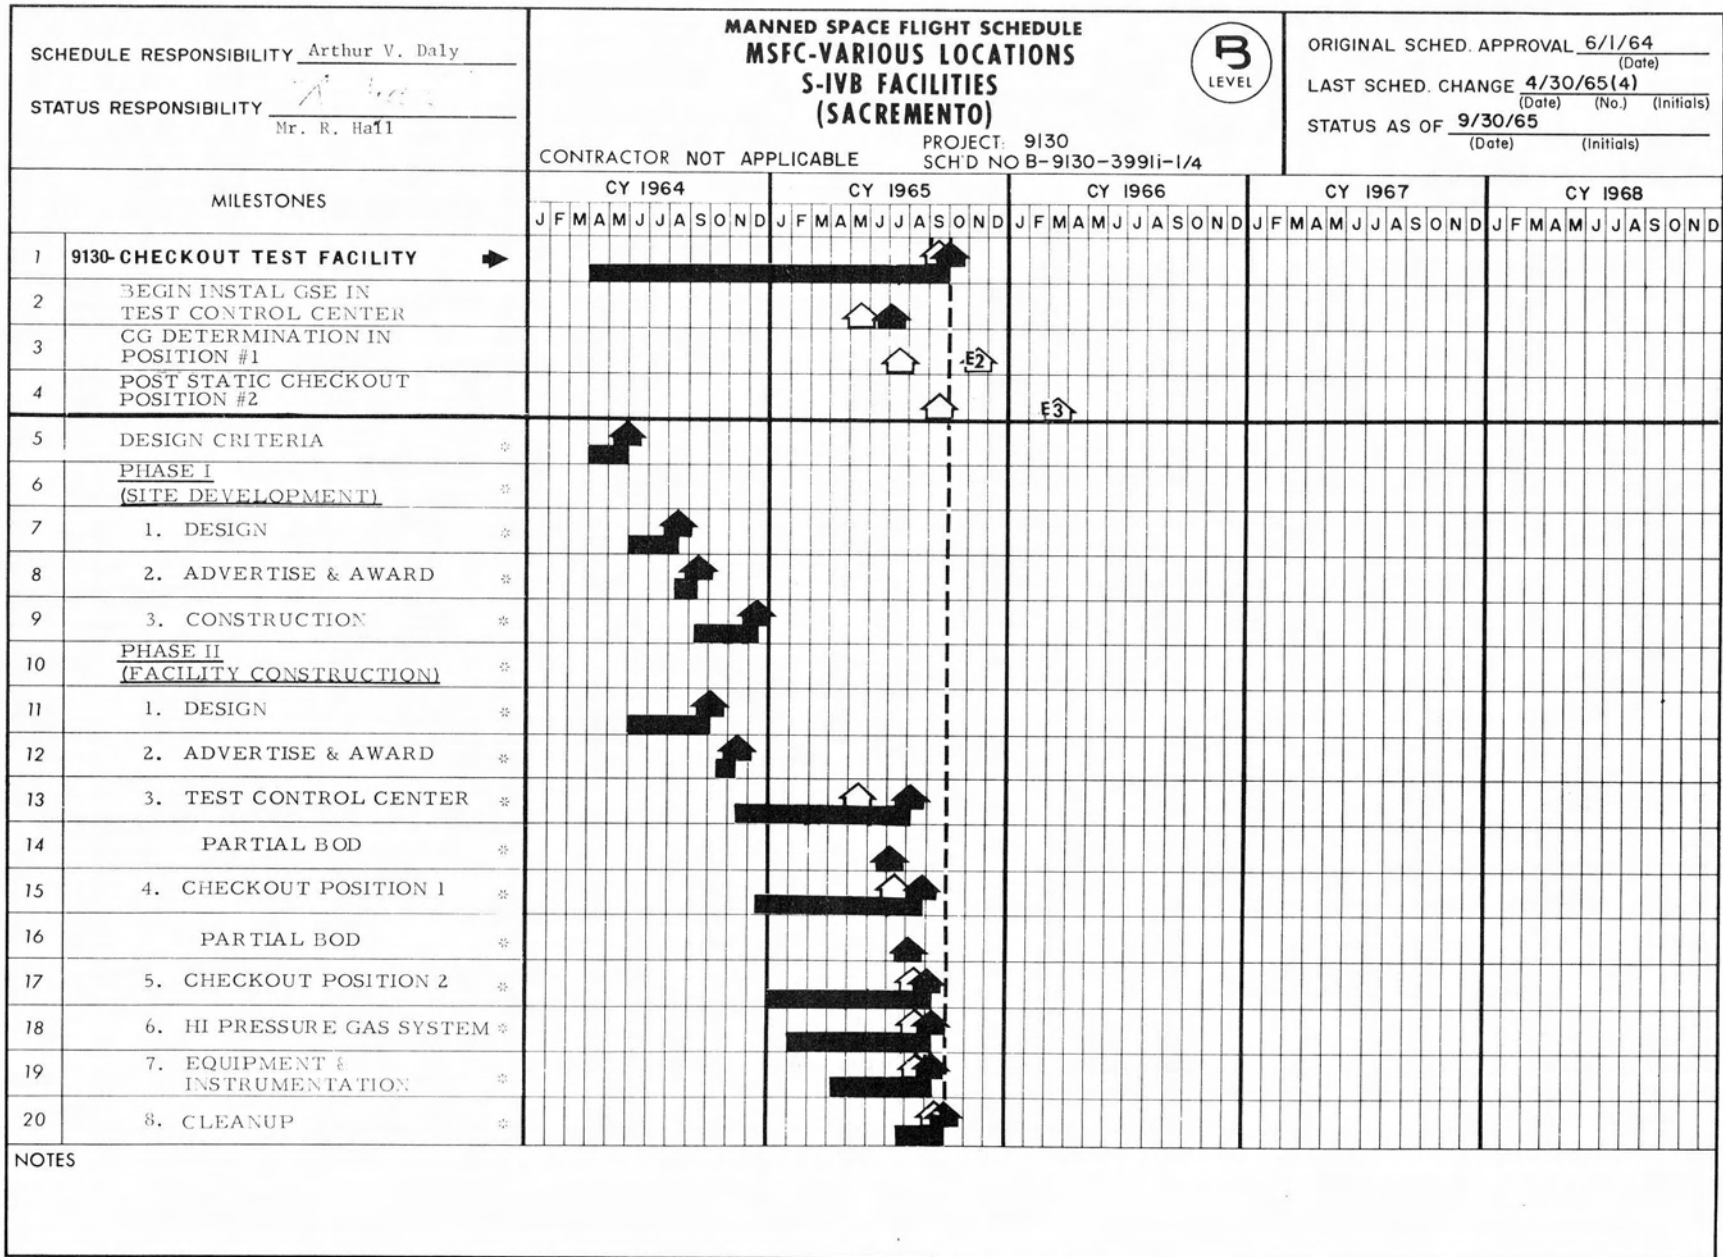 SCHEDULE RESPONSIBILITY Arthur V. Daly
STATUS RESPONSIBILITY
Mr. R. Hall
MANNED SPACE FLIGHT SCHEDULE
MSFC-VARIOUS LOCATIONS
S-IVB FACILITIES
(SACREMENTO)
PROJECT: 9130
CONTRACTOR NOT APPLICABLE SCH'D NO B-9130-3991i-1/4
B
LEVEL
ORIGINAL SCHED. APPROVAL 6/1/64
(Date)
LAST SCHED. CHANGE 4/30/65(4)
(Date) (No.) (Initials)
STATUS AS OF 9/30/65
(Date) (Initials)
MILESTONES
CY 1964 CY 1965 CY 1966 CY 1967 CY 1968
J F M A M J J A S O N D J F M A M J J A S O N D J F M A M J J A S O N D J F M A M J J A S O N D J F M A M J J A S O N D
1 9130-CHECKOUT TEST FACILITY
2 BEGIN INSTAL GSE IN
TEST CONTROL CENTER
3 CG DETERMINATION IN
POSITION #1
E2
4 POST STATIC CHECKOUT
POSITION #2
E3
5 DESIGN CRITERIA *
6 PHASE I
(SITE DEVELOPMENT) *
7 1. DESIGN *
8 2. ADVERTISE & AWARD *
9 3. CONSTRUCTION *
10 PHASE II
(FACILITY CONSTRUCTION) *
11 1. DESIGN *
12 2. ADVERTISE & AWARD *
13 3. TEST CONTROL CENTER *
14 PARTIAL BOD *
15 4. CHECKOUT POSITION 1 *
16 PARTIAL BOD *
17 5. CHECKOUT POSITION 2 *
18 6. HI PRESSURE GAS SYSTEM *
19 7. EQUIPMENT &
INSTRUMENTATION *
20 8. CLEANUP *
NOTES